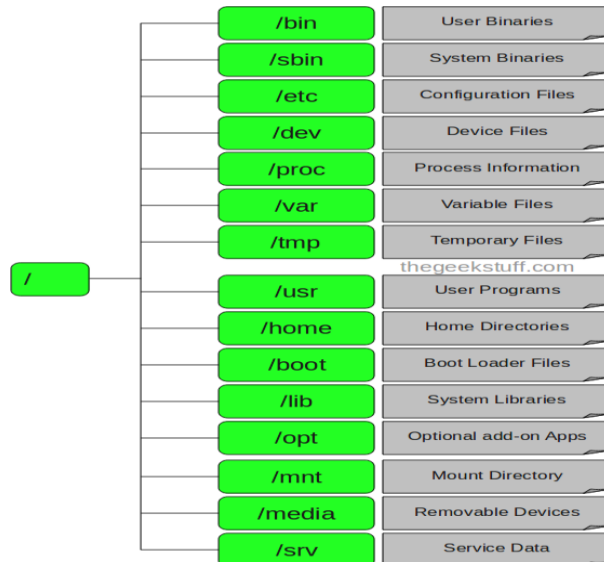 /bin User Binaries
/sbin System Binaries
/etc Configuration Files
/dev Device Files
/proc Process Information
/var Variable Files
/tmp Temporary Files
thegeekstuff.com
/
/usr User Programs
/home Home Directories
/boot Boot Loader Files
/lib System Libraries
/opt Optional add-on Apps
/mnt Mount Directory
/media Removable Devices
/srv Service Data